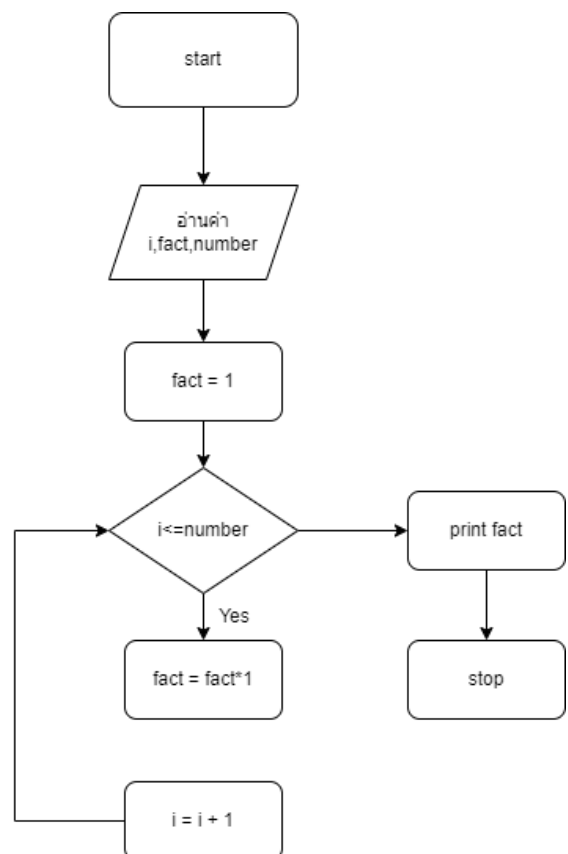 start
อ่านค่า
i,fact,number
fact = 1
i<=number
print fact
Yes
fact = fact*1
stop
i = i + 1